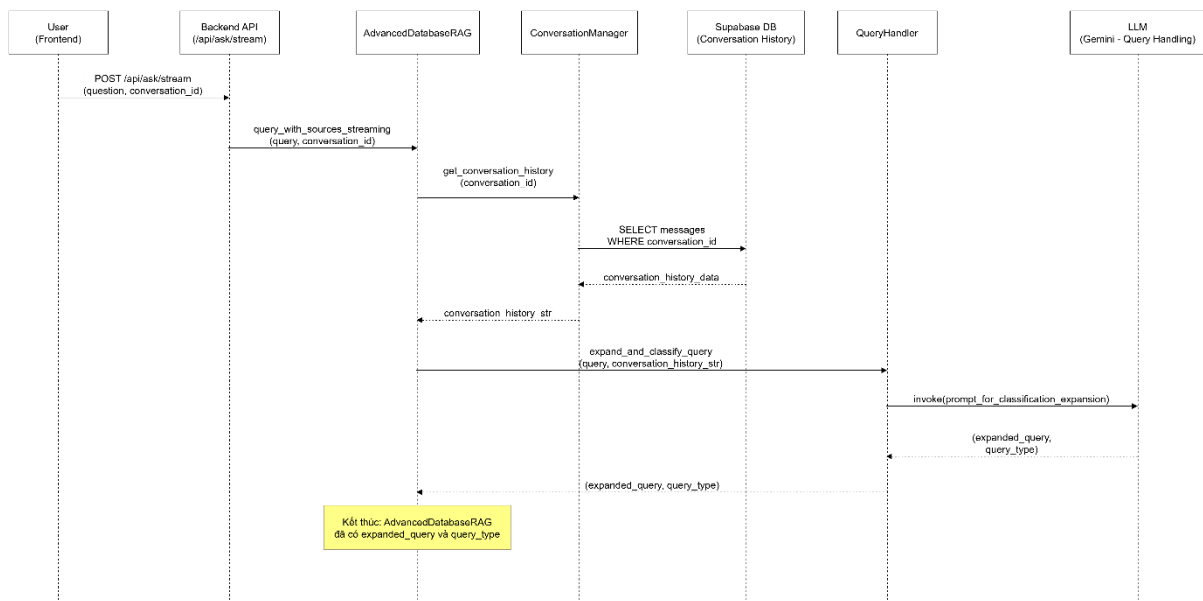 User
(Frontend)
Backend API
(/api/ask/stream)
AdvancedDatabaseRAG
ConversationManager
Supabase DB
(Conversation History)
QueryHandler
LLM
(Gemini - Query Handling)
POST /api/ask/stream
(question, conversation_id)
query_with_sources_streaming
(query, conversation_id)
get_conversation_history
(conversation_id)
SELECT messages
WHERE conversation_id
conversation_history_data
conversation_history_str
expand_and_classify_query
(query, conversation_history_str)
invoke(prompt_for_classification_expansion)
(expanded_query,
query_type)
(expanded_query, query_type)
Kết thúc: AdvancedDatabaseRAG
đã có expanded_query và query_type